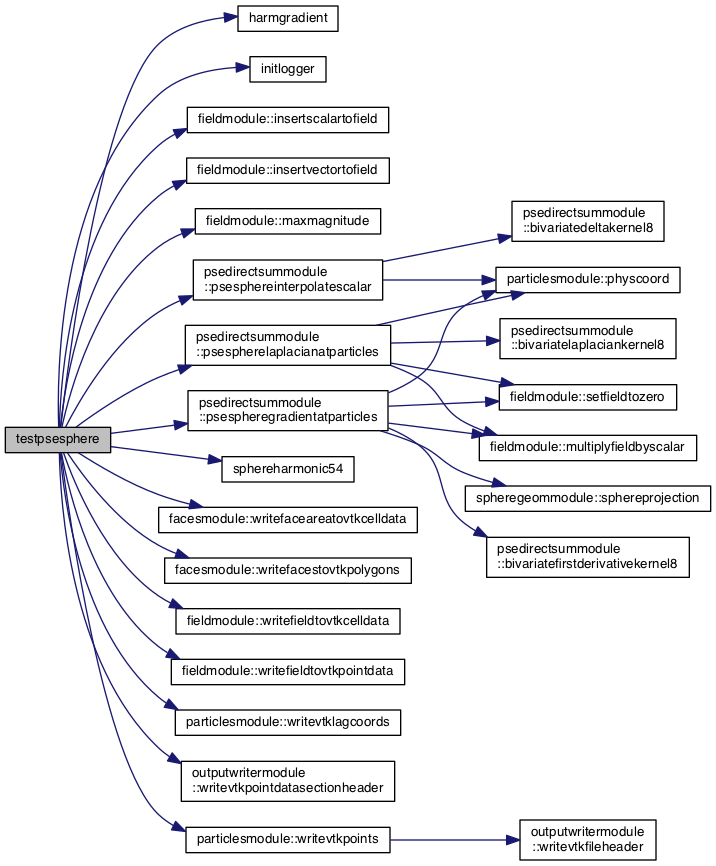 testpsesphere
harmgradient
initlogger
fieldmodule::insertscalartofield
fieldmodule::insertvectortofield
fieldmodule::maxmagnitude
psedirectsummodule
::psesphereinterpolatescalar
psedirectsummodule
::psespherelaplacianatparticles
psedirectsummodule
::psespheregradientatparticles
sphereharmonic54
facesmodule::writefaceareatovtkcelldata
facesmodule::writefacestovtkpolygons
fieldmodule::writefieldtovtkcelldata
fieldmodule::writefieldtovtkpointdata
particlesmodule::writevtklagcoords
outputwritermodule
::writevtkpointdatasectionheader
particlesmodule::writevtkpoints
psedirectsummodule
::bivariatedeltakernel8
particlesmodule::physcoord
psedirectsummodule
::bivariatelaplaciankernel8
fieldmodule::setfieldtozero
fieldmodule::multiplyfieldbyscalar
spheregeommodule::sphereprojection
psedirectsummodule
::bivariatefirstderivativekernel8
outputwritermodule
::writevtkfileheader